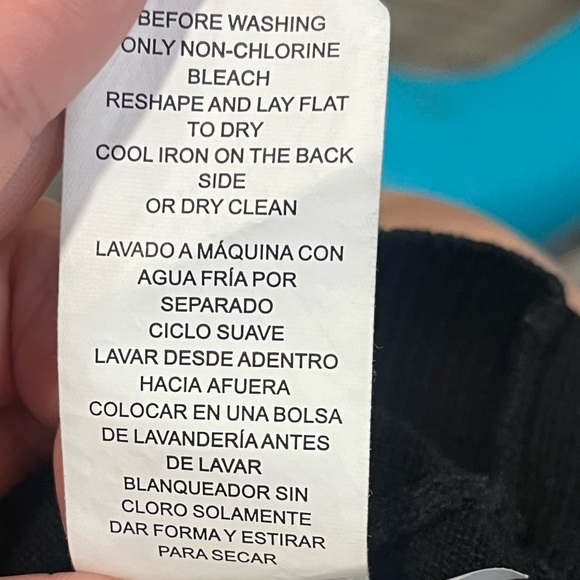 BEFORE WASHING
ONLY NON-CHLORINE
BLEACH
RESHAPE AND LAY FLAT
TO DRY
COOL IRON ON THE BACK
SIDE
OR DRY CLEAN
LAVADO A MÁQUINA CON
AGUA FRÍA POR
SEPARADO
CICLO SUAVE
LAVAR DESDE ADENTRO
HACIA AFUERA
COLOCAR EN UNA BOLSA
DE LAVANDERÍA ANTES
DE LAVAR
BLANQUEADOR SIN
CLORO SOLAMENTE
DAR FORMA Y ESTIRAR
PARA SECAR